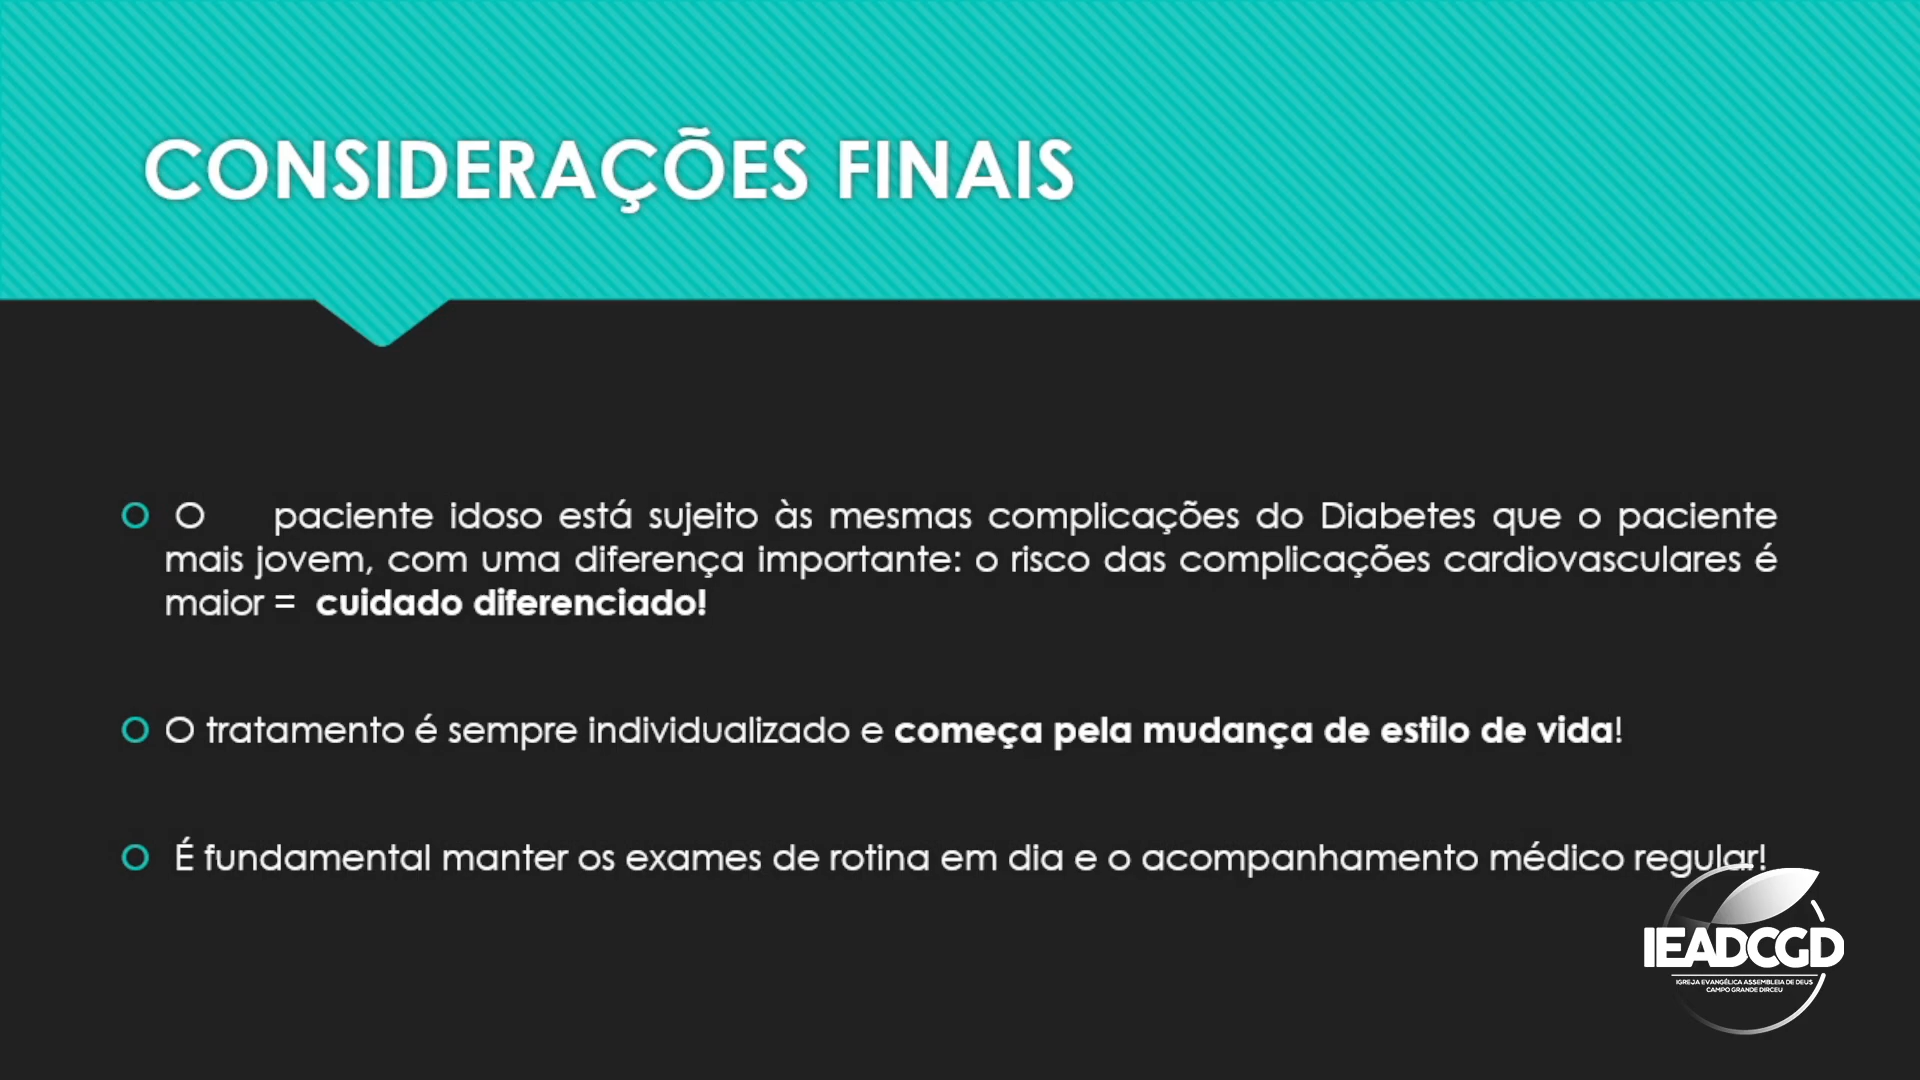 CONSIDERAÇÕES FINAIS
O paciente idoso está sujeito às mesmas complicações do Diabetes que o paciente
mais jovem, com uma diferença importante: o risco das complicações cardiovasculares é
maior = cuidado diferenciado!
O tratamento é sempre individualizado e começa pela mudança de estilo de vida!
É fundamental manter os exames de rotina em dia e o acompanhamento médico regular!
IEADCGD
IGREJA EVANGÉLICA ASSEMBLEIA DE DEUS
CAMPO GRANDE DIRCEU